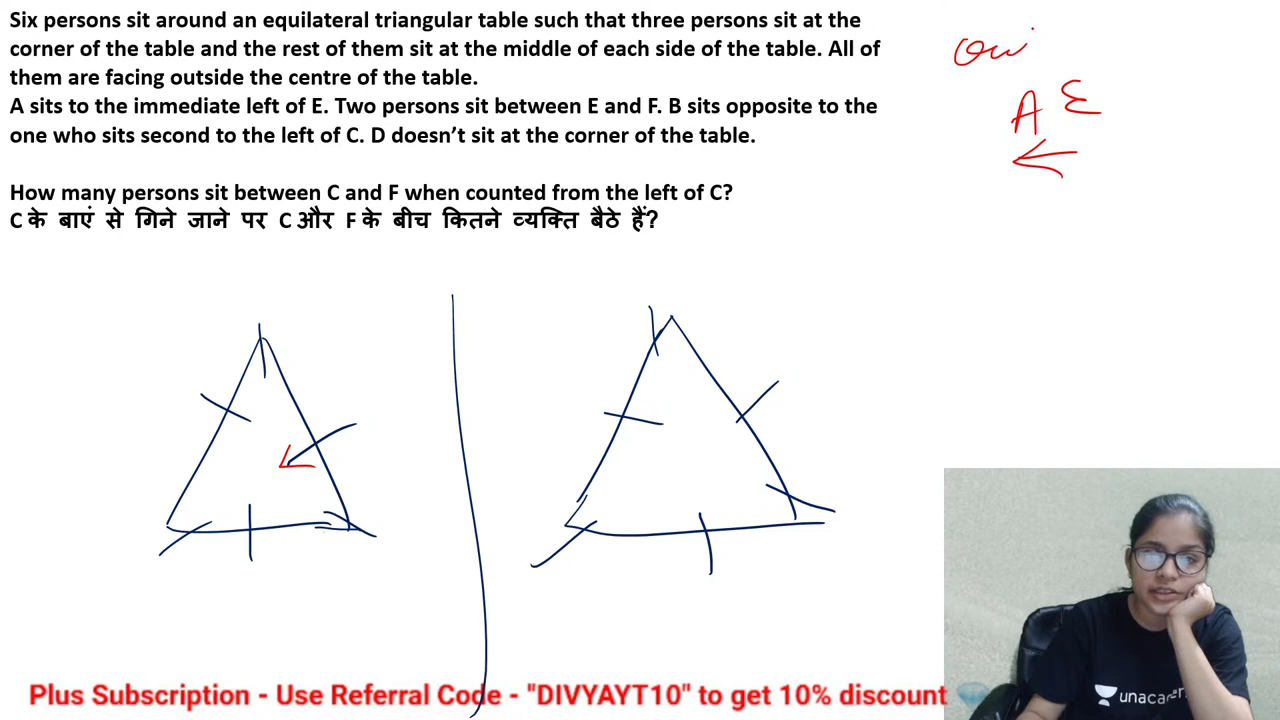 Six persons sit around an equilateral triangular table such that three persons sit at the
corner of the table and the rest of them sit at the middle of each side of the table. All of
them are facing outside the centre of the table.
A sits to the immediate left of E. Two persons sit between E and F. B sits opposite to the
one who sits second to the left of C. D doesn’t sit at the corner of the table.
How many persons sit between C and F when counted from the left of C?
C के बाएं से गिने जाने पर C और F के बीच कितने व्यक्ति बैठे हैं?
A E
Plus Subscription - Use Referral Code - "DIVYAYT10" to get 10% discount